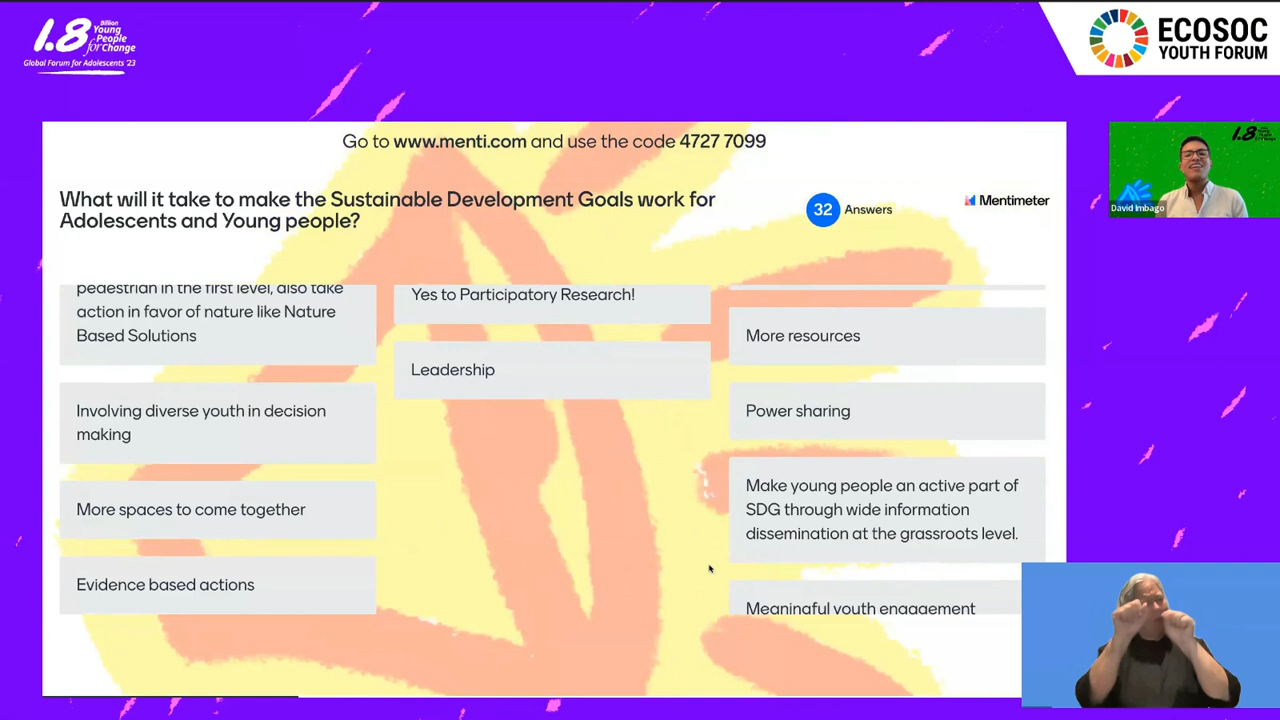 1.8
Billion
Young
People
for Change
Global Forum for Adolescents '23
ECOSOC
YOUTH FORUM
Go to www.menti.com and use the code 4727 7099
What will it take to make the Sustainable Development Goals work for
Adolescents and Young people?
32 Answers
Mentimeter
1.8
David Imbago
pedestrian in the first level, also take
action in favor of nature like Nature
Based Solutions
Involving diverse youth in decision
making
More spaces to come together
Evidence based actions
Yes to Participatory Research!
Leadership
More resources
Power sharing
Make young people an active part of
SDG through wide information
dissemination at the grassroots level.
Meaningful youth engagement